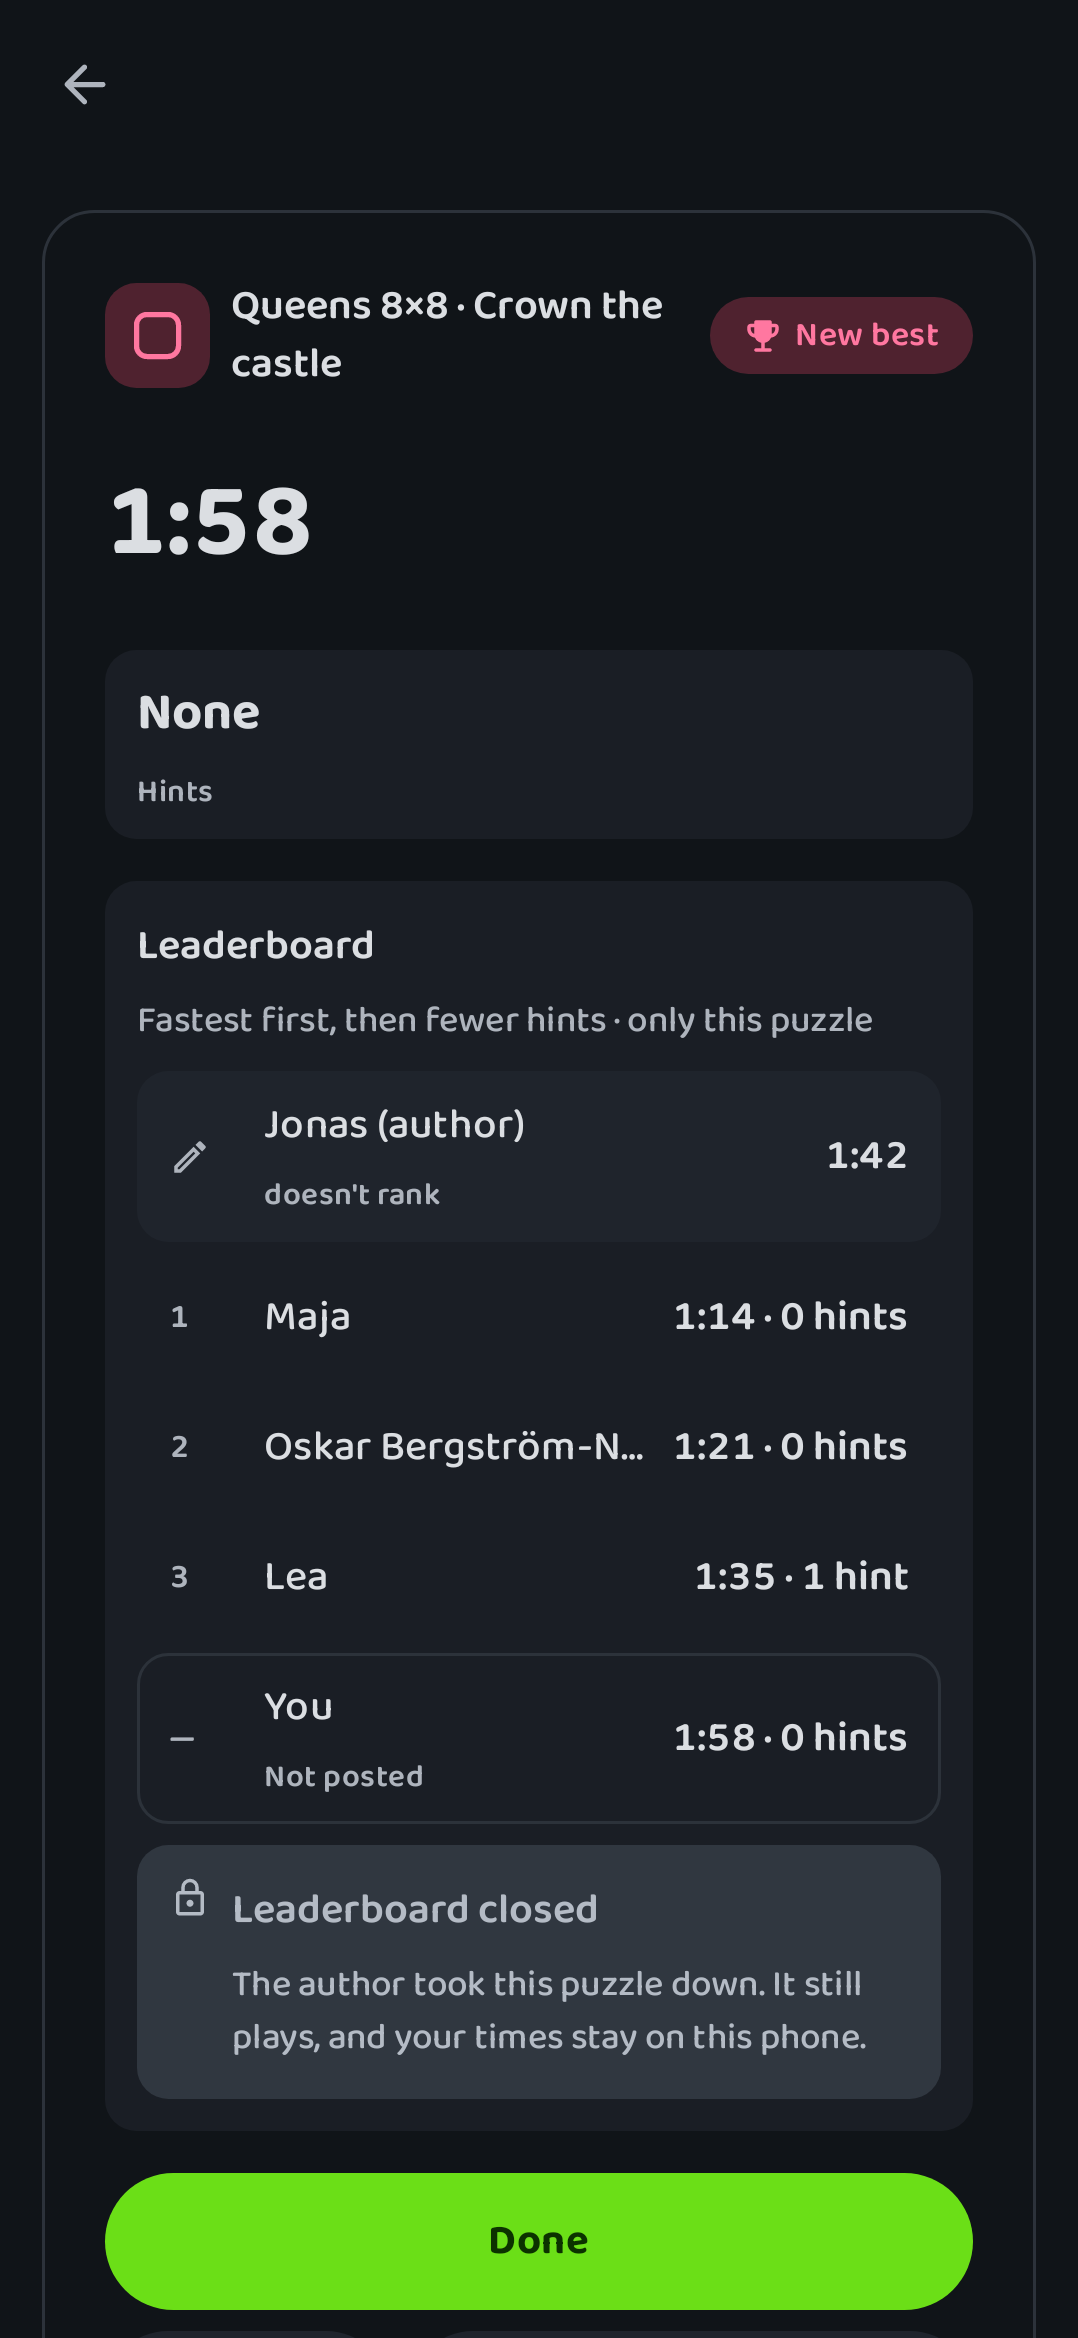 Queens 8×8 · Crown the
castle
New best
1:58
None
Hints
Leaderboard
Fastest first, then fewer hints · only this puzzle
Jonas (author)
doesn't rank
1:42
1 Maja 1:14 · 0 hints
2 Oskar Bergström-N... 1:21 · 0 hints
3 Lea 1:35 · 1 hint
You
Not posted
– 1:58 · 0 hints
Leaderboard closed
The author took this puzzle down. It still
plays, and your times stay on this phone.
Done